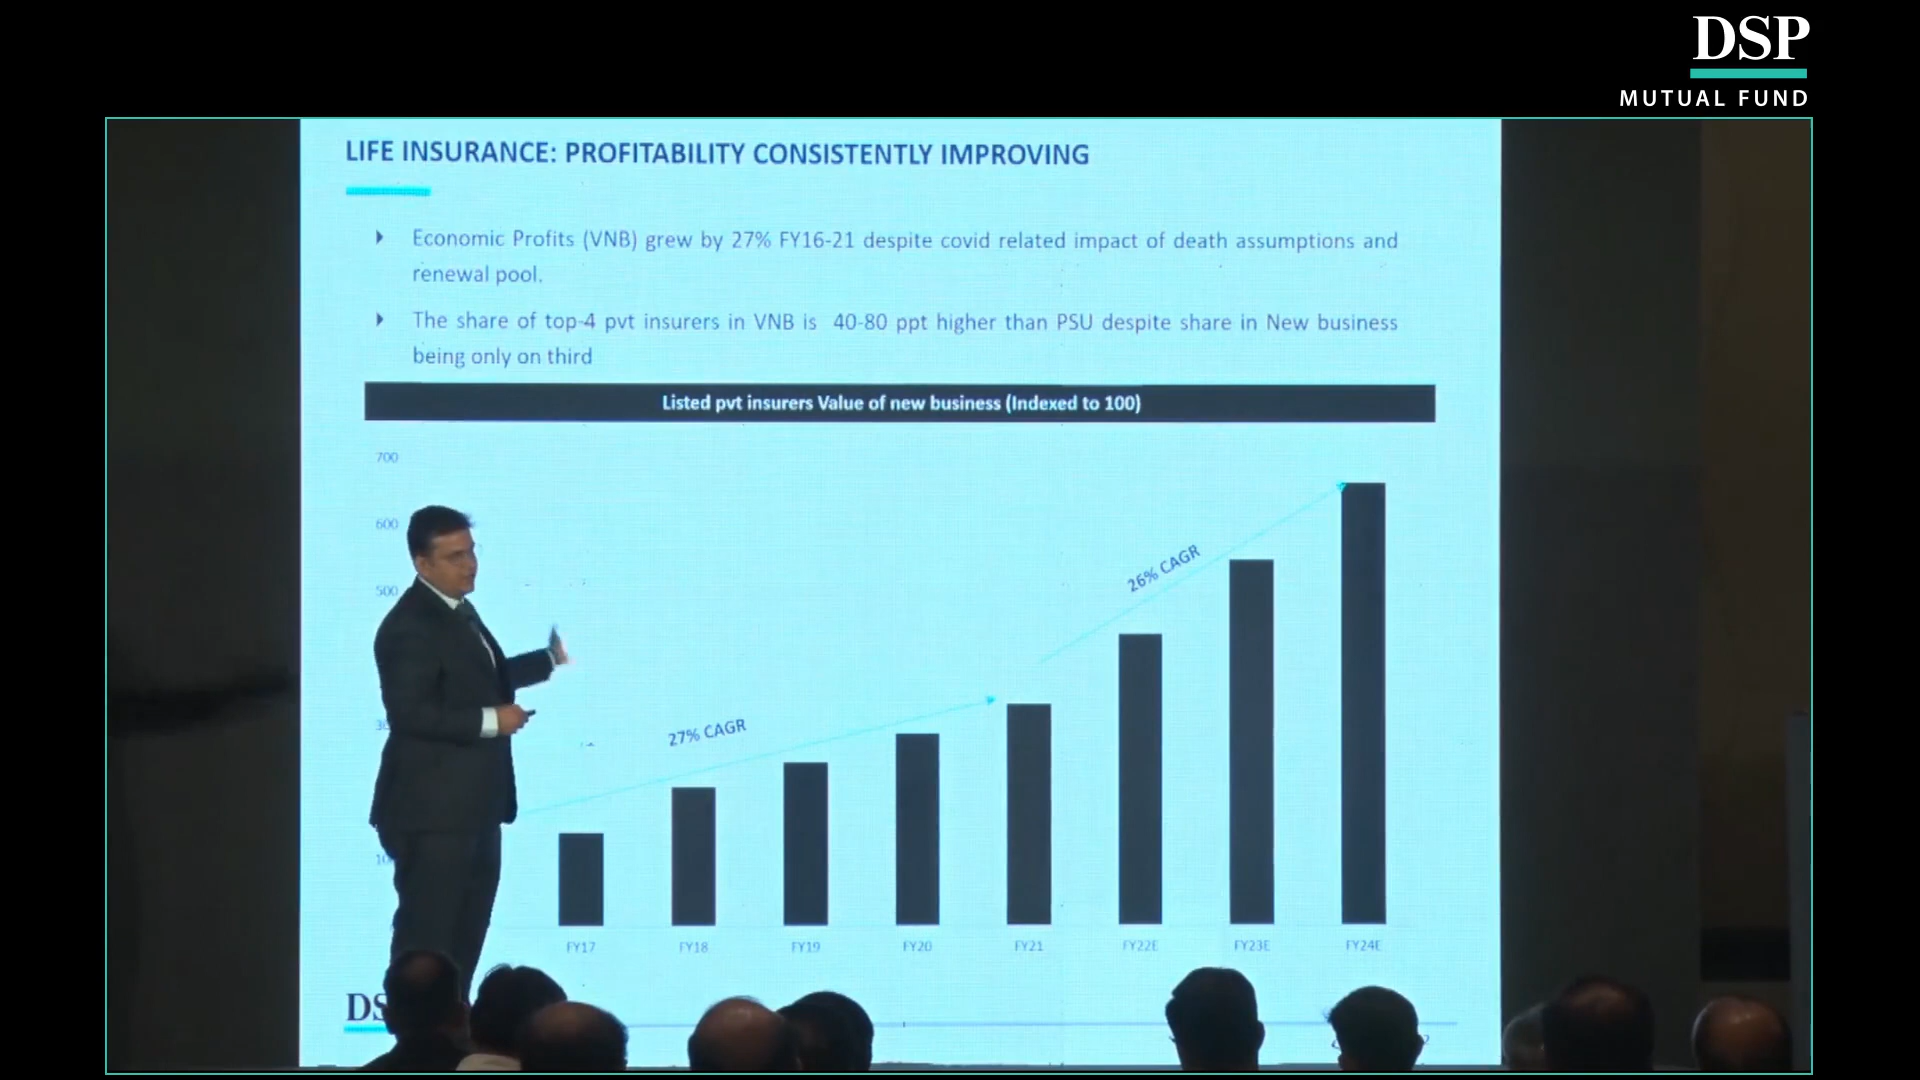 DSP
MUTUAL FUND
LIFE INSURANCE: PROFITABILITY CONSISTENTLY IMPROVING
Economic Profits (VNB) grew by 27% FY16-21 despite covid related impact of death assumptions and
renewal pool.
The share of top-4 pvt insurers in VNB is 40-80 ppt higher than PSU despite share in New business
being only on third
Listed pvt insurers Value of new business (Indexed to 100)
700
600
500
26% CAGR
27% CAGR
FY17 FY18 FY19 FY20 FY21 FY22E FY23E FY24E